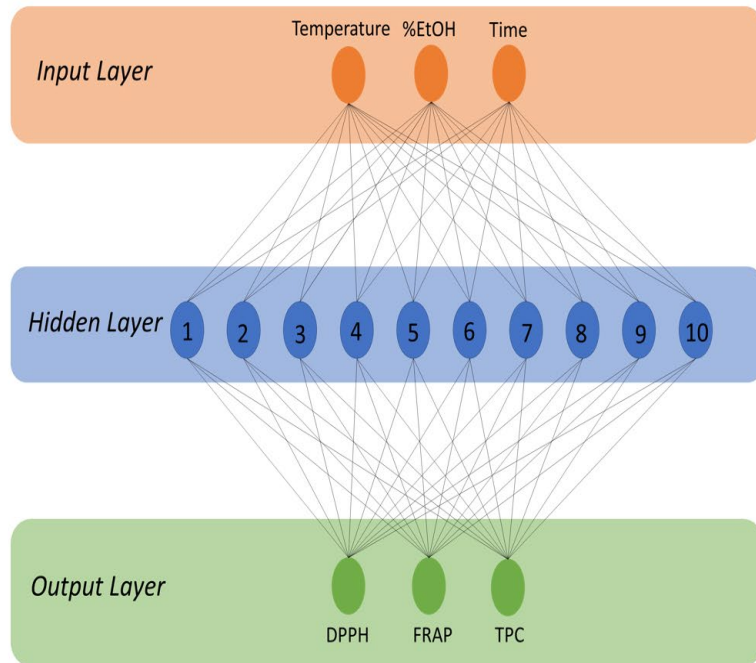 Temperature %EtOH Time
Input Layer
Hidden Layer
1 2 3 4 5 6 7 8 9 10
Output Layer
DPPH FRAP TPC